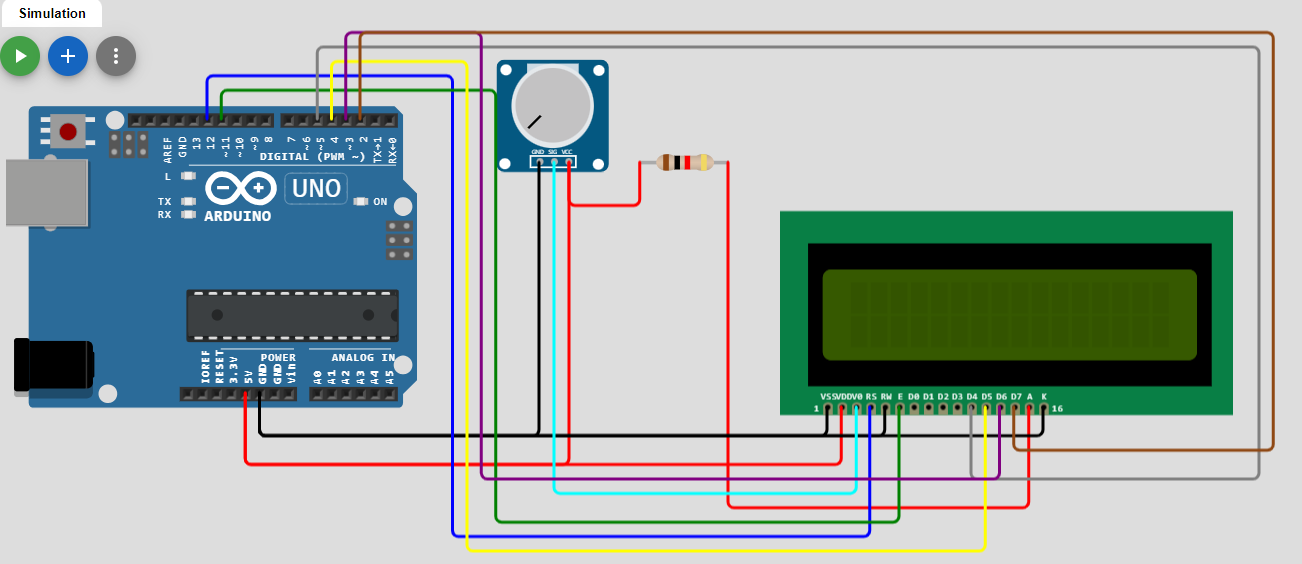 Simulation
AREF
GND
13
12
~11
~10
~9
8
7
~6
~5
4
~3
2
TX→1
RX←0
DIGITAL (PWM ~)
L
TX
RX
UNO
ON
ARDUINO
GND SIG VCC
IOREF
RESET
3.3V
5V
GND
GND
Vin
POWER
ANALOG IN
A0
A1
A2
A3
A4
A5
VSS VDD V0 RS RW E D0 D1 D2 D3 D4 D5 D6 D7 A K
1
16